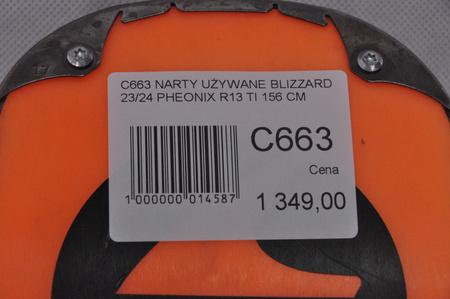 C663 NARTY UŻYWANE BLIZZARD
23/24 PHEONIX R13 TI 156 CM
C663
Cena
1 000000 014587
1 349,00